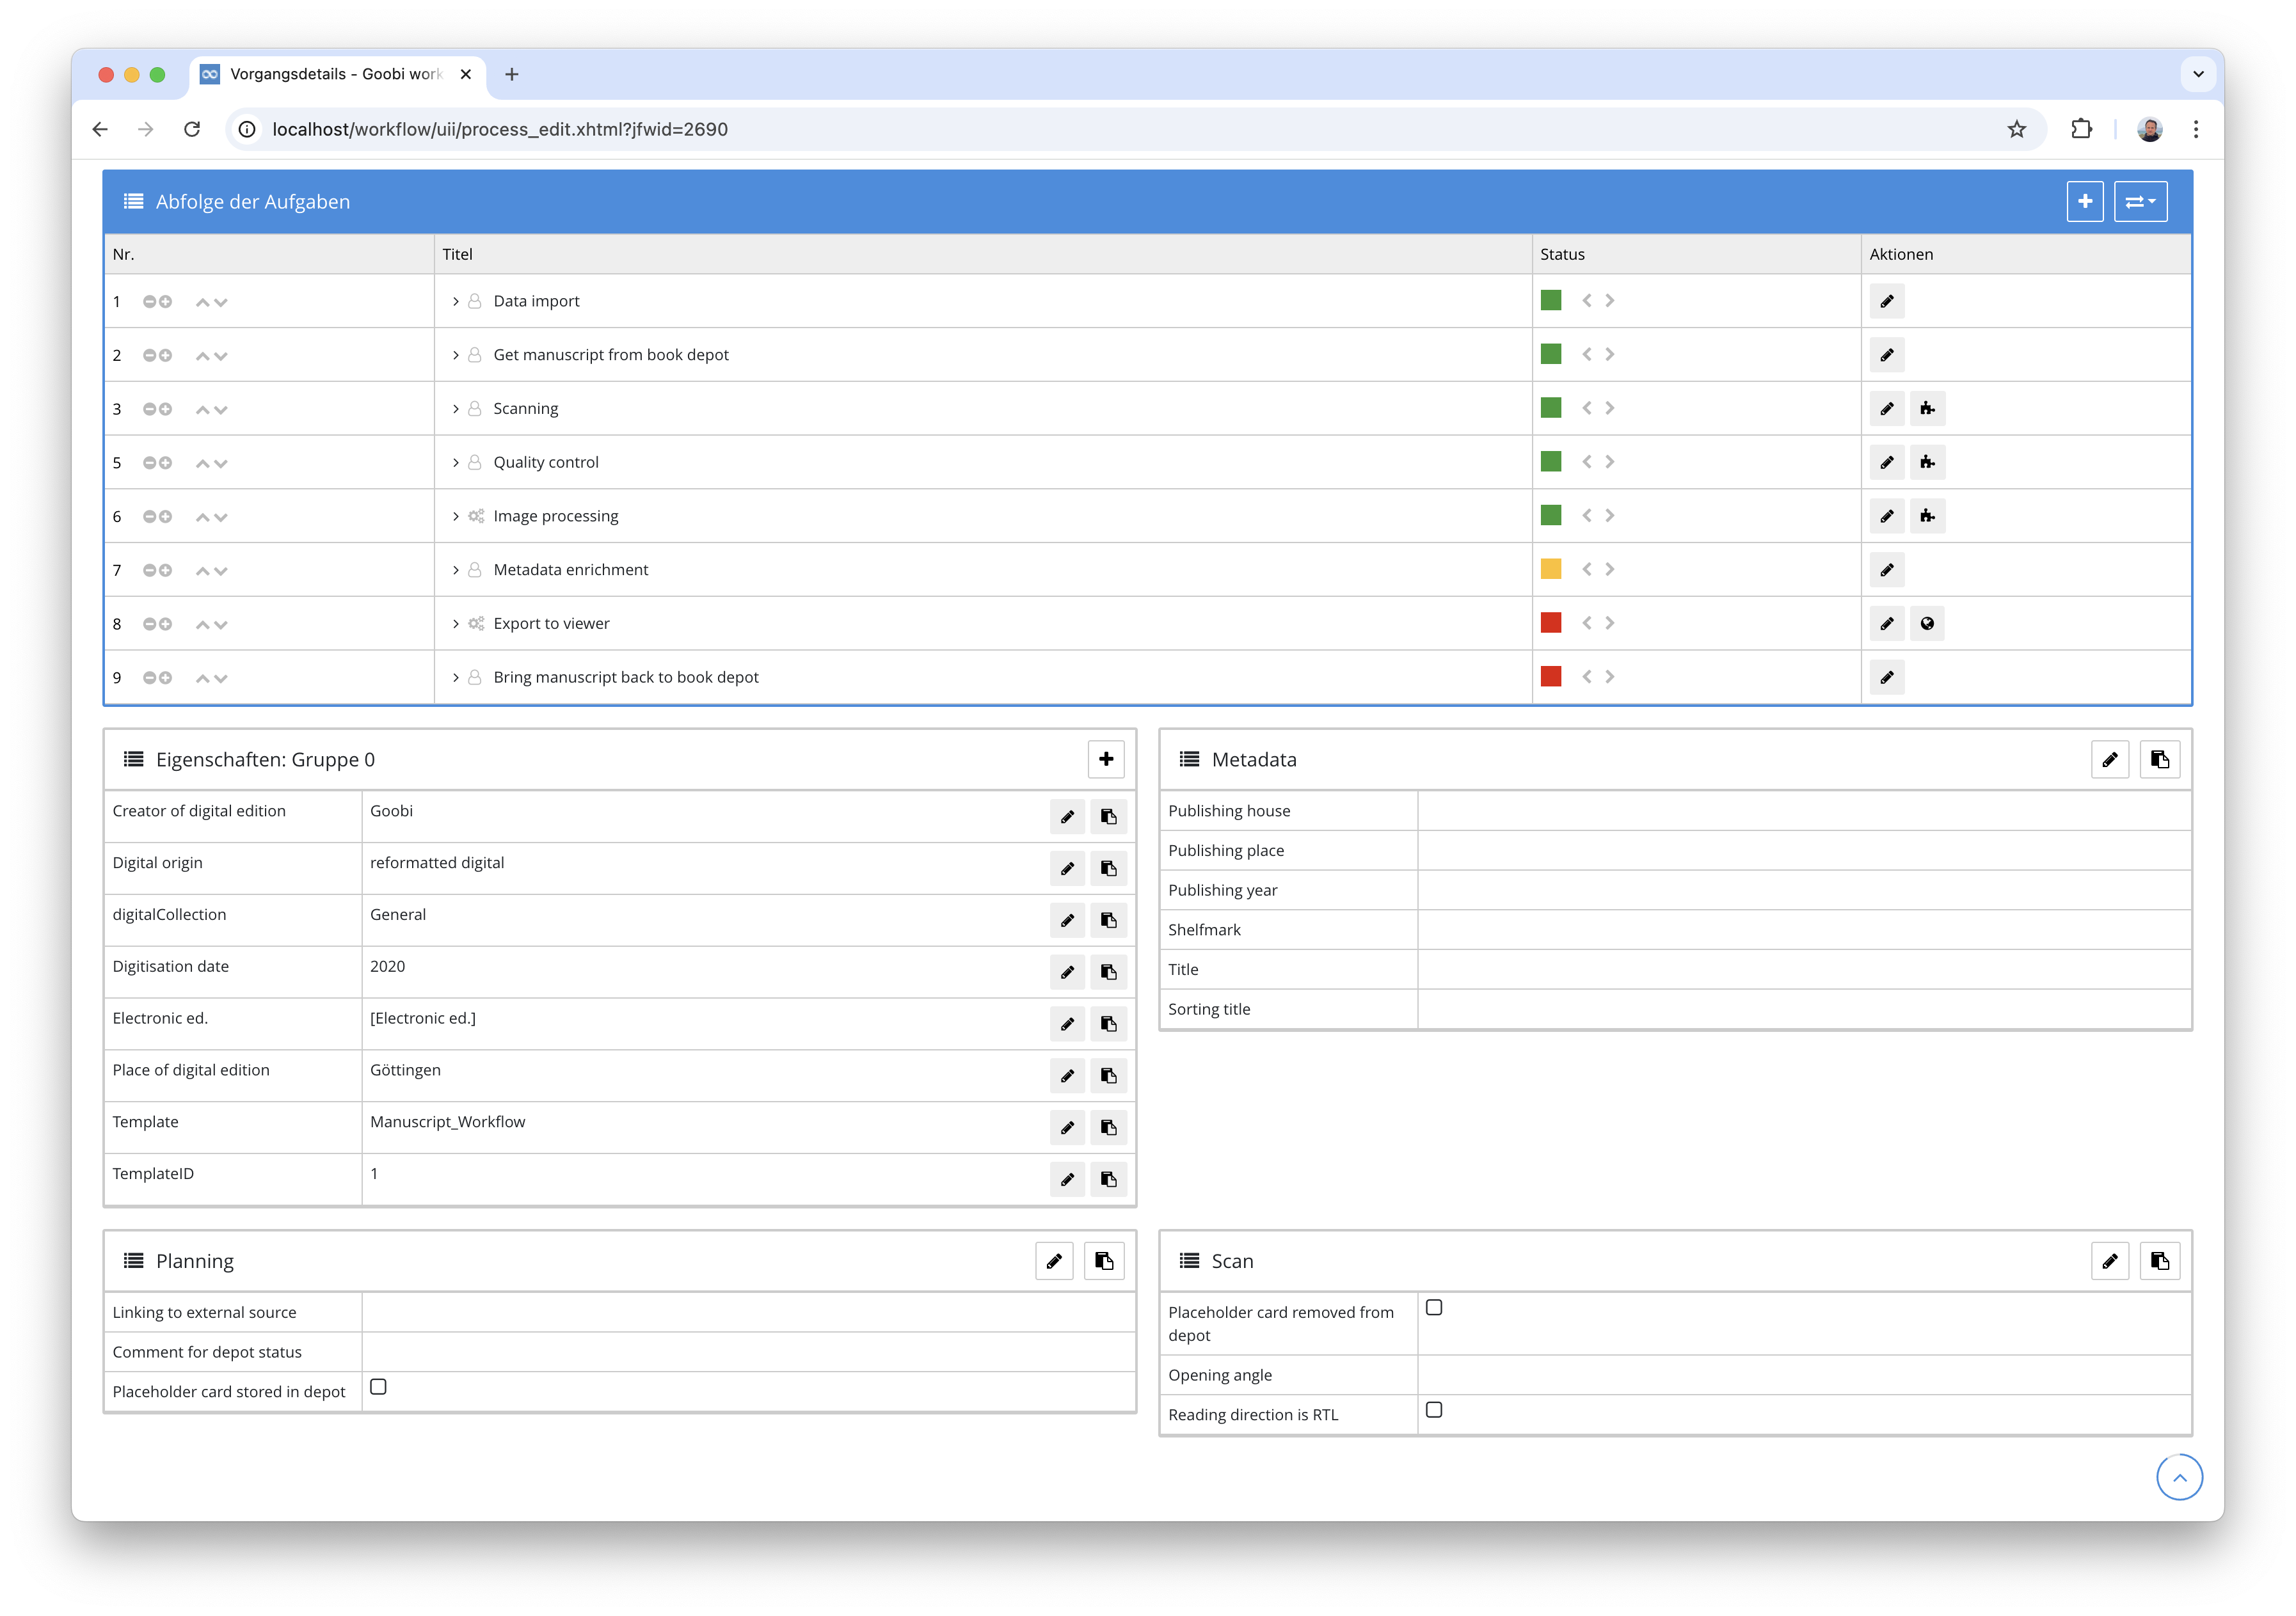 Vorgangsdetails - Goobi work
localhost/workflow/uii/process_edit.xhtml?jfwid=2690
Abfolge der Aufgaben
Nr. Titel Status Aktionen
1 Data import
2 Get manuscript from book depot
3 Scanning
5 Quality control
6 Image processing
7 Metadata enrichment
8 Export to viewer
9 Bring manuscript back to book depot
Eigenschaften: Gruppe 0
Creator of digital edition Goobi
Digital origin reformatted digital
digitalCollection General
Digitisation date 2020
Electronic ed. [Electronic ed.]
Place of digital edition Göttingen
Template Manuscript_Workflow
TemplateID 1
Metadata
Publishing house
Publishing place
Publishing year
Shelfmark
Title
Sorting title
Planning
Linking to external source
Comment for depot status
Placeholder card stored in depot
Scan
Placeholder card removed from
depot
Opening angle
Reading direction is RTL